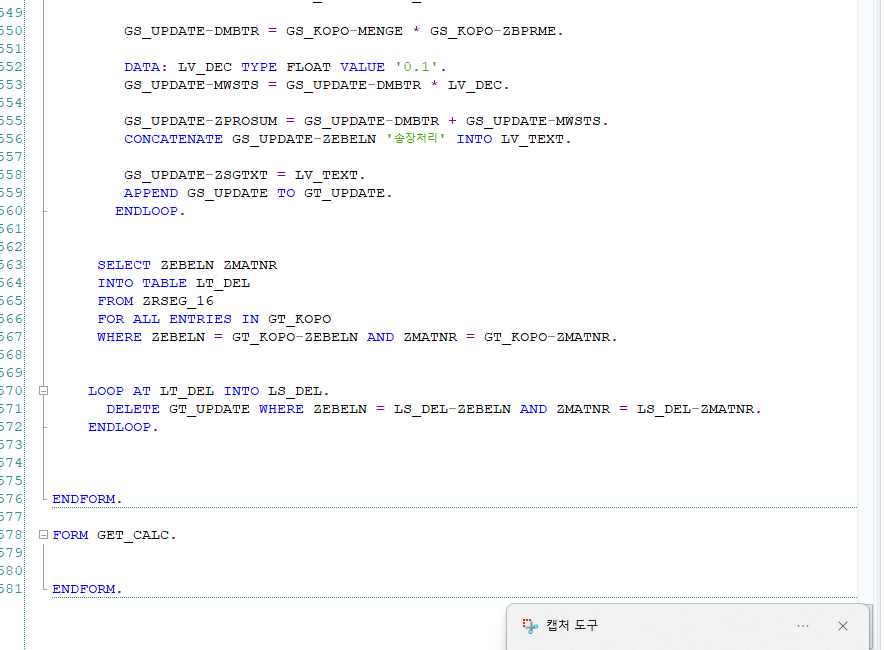 549
550 GS_UPDATE-DMBTR = GS_KOPO-MENGE * GS_KOPO-ZBPRME.
551
552 DATA: LV_DEC TYPE FLOAT VALUE '0.1'.
553 GS_UPDATE-MWSTS = GS_UPDATE-DMBTR * LV_DEC.
554
555 GS_UPDATE-ZPROSUM = GS_UPDATE-DMBTR + GS_UPDATE-MWSTS.
556 CONCATENATE GS_UPDATE-ZEBELN '송장처리' INTO LV_TEXT.
557
558 GS_UPDATE-ZSGTXT = LV_TEXT.
559 APPEND GS_UPDATE TO GT_UPDATE.
560 ENDLOOP.
561
562
563 SELECT ZEBELN ZMATNR
564 INTO TABLE LT_DEL
565 FROM ZRSEG_16
566 FOR ALL ENTRIES IN GT_KOPO
567 WHERE ZEBELN = GT_KOPO-ZEBELN AND ZMATNR = GT_KOPO-ZMATNR.
568
569
570 LOOP AT LT_DEL INTO LS_DEL.
571 DELETE GT_UPDATE WHERE ZEBELN = LS_DEL-ZEBELN AND ZMATNR = LS_DEL-ZMATNR.
572 ENDLOOP.
573
574
575
576 ENDFORM.
577
578 FORM GET_CALC.
579
580
581 ENDFORM.
캡처 도구